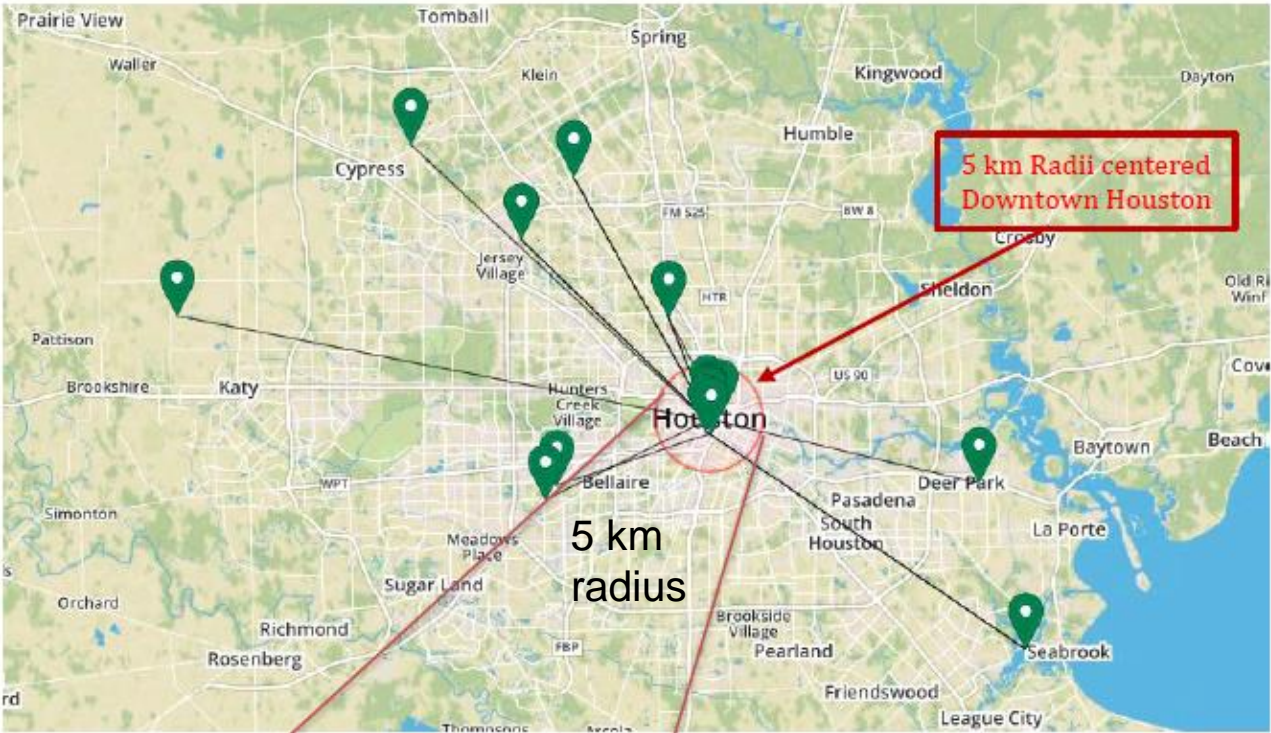 Prairie View
Tomball
Spring
Waller
Klein
Kingwood
Dayton
Humble
Cypress
5 km Radii centered
Downtown Houston
FM 525
BW 8
Crosby
Jersey
Village
HTR
Sheldon
Old Ri
Winf
Pattison
US 90
Cove
Brookshire
Katy
Hunters
Creek
Village
Houston
Baytown
Beach
WPT
Bellaire
Deer Park
Pasadena
Simonton
South
Houston
La Porte
Meadows
Place
5 km
radius
Sugar Land
Orchard
Brookside
Village
Richmond
FBP
Pearland
Seabrook
Rosenberg
rd
Friendswood
League City
Thompsons
Arcola